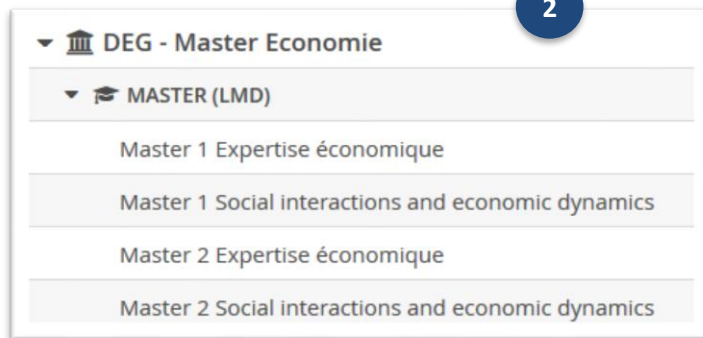 2
DEG - Master Economie
MASTER (LMD)
Master 1 Expertise économique
Master 1 Social interactions and economic dynamics
Master 2 Expertise économique
Master 2 Social interactions and economic dynamics